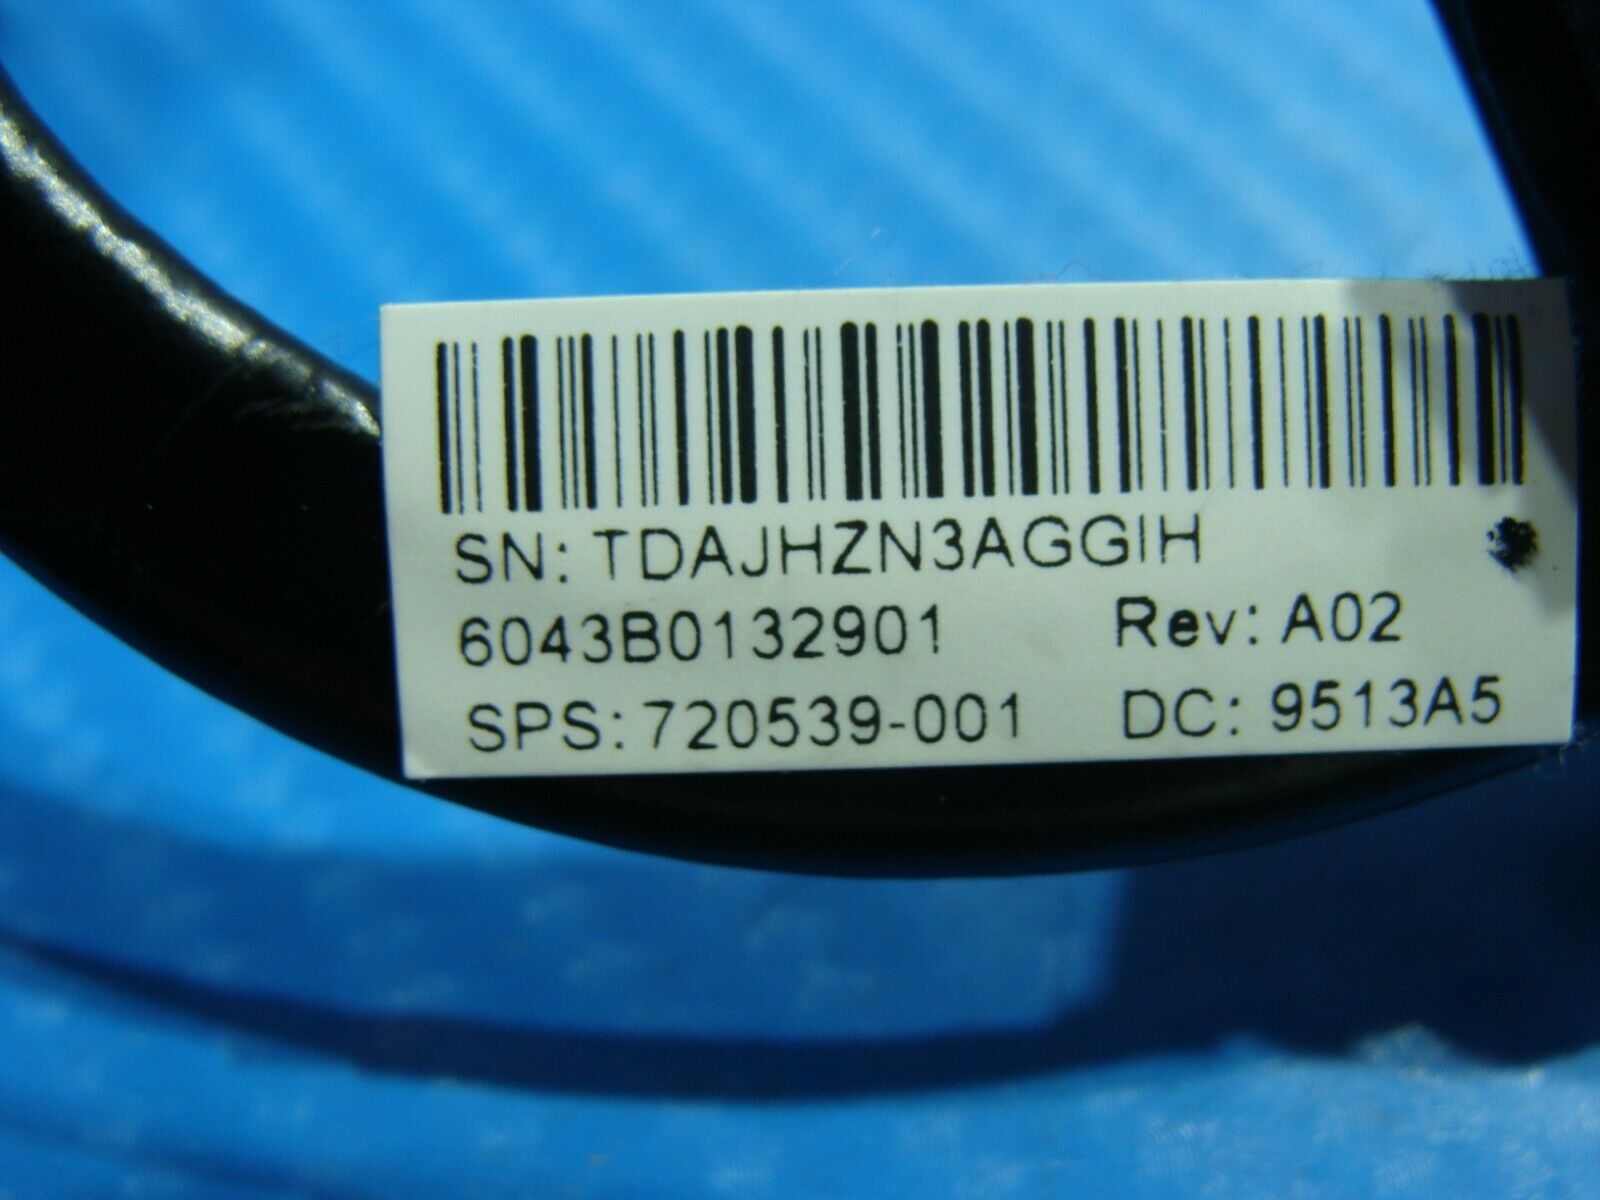 SN: TDAJHZN3AGGIH
6043B0132901 Rev: A02
SPS: 720539-001 DC: 9513A5